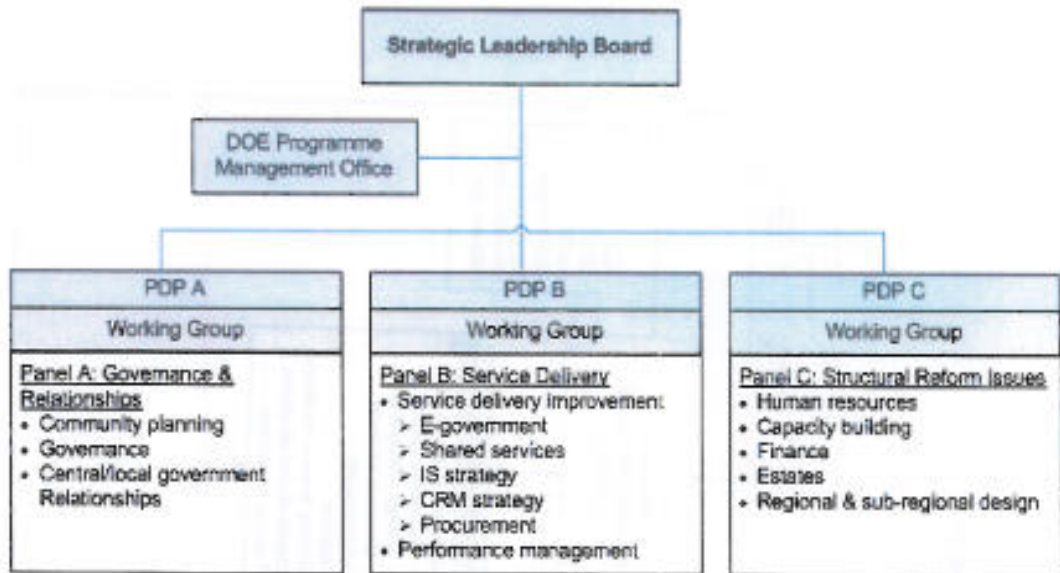 Strategic Leadership Board
DOE Programme
Management Office
PDP A
Working Group
Panel A: Governance &
Relationships
• Community planning
• Governance
• Central/local government
Relationships
PDP B
Working Group
Panel B: Service Delivery
• Service delivery improvement
➢ E-government
➢ Shared services
➢ IS strategy
➢ CRM strategy
➢ Procurement
• Performance management
PDP C
Working Group
Panel C: Structural Reform Issues
• Human resources
• Capacity building
• Finance
• Estates
• Regional & sub-regional design